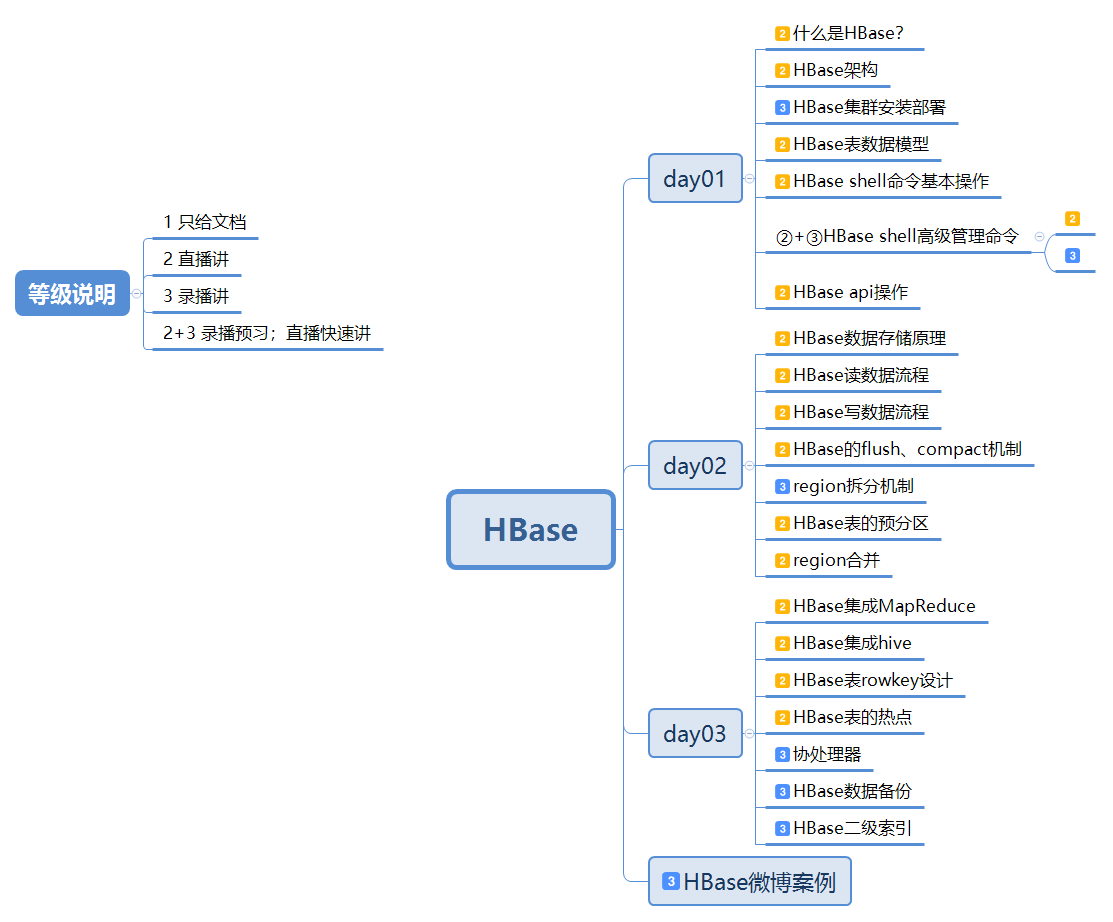 等级说明
1 只给文档
2 直播讲
3 录播讲
2+3 录播预习；直播快速讲
HBase
day01
2 什么是HBase？
2 HBase架构
3 HBase集群安装部署
2 HBase表数据模型
2 HBase shell命令基本操作
②+③HBase shell高级管理命令
2
3
2 HBase api操作
day02
2 HBase数据存储原理
2 HBase读数据流程
2 HBase写数据流程
2 HBase的flush、compact机制
3 region拆分机制
2 HBase表的预分区
2 region合并
day03
2 HBase集成MapReduce
2 HBase集成hive
2 HBase表rowkey设计
2 HBase表的热点
3 协处理器
3 HBase数据备份
3 HBase二级索引
3 HBase微博案例